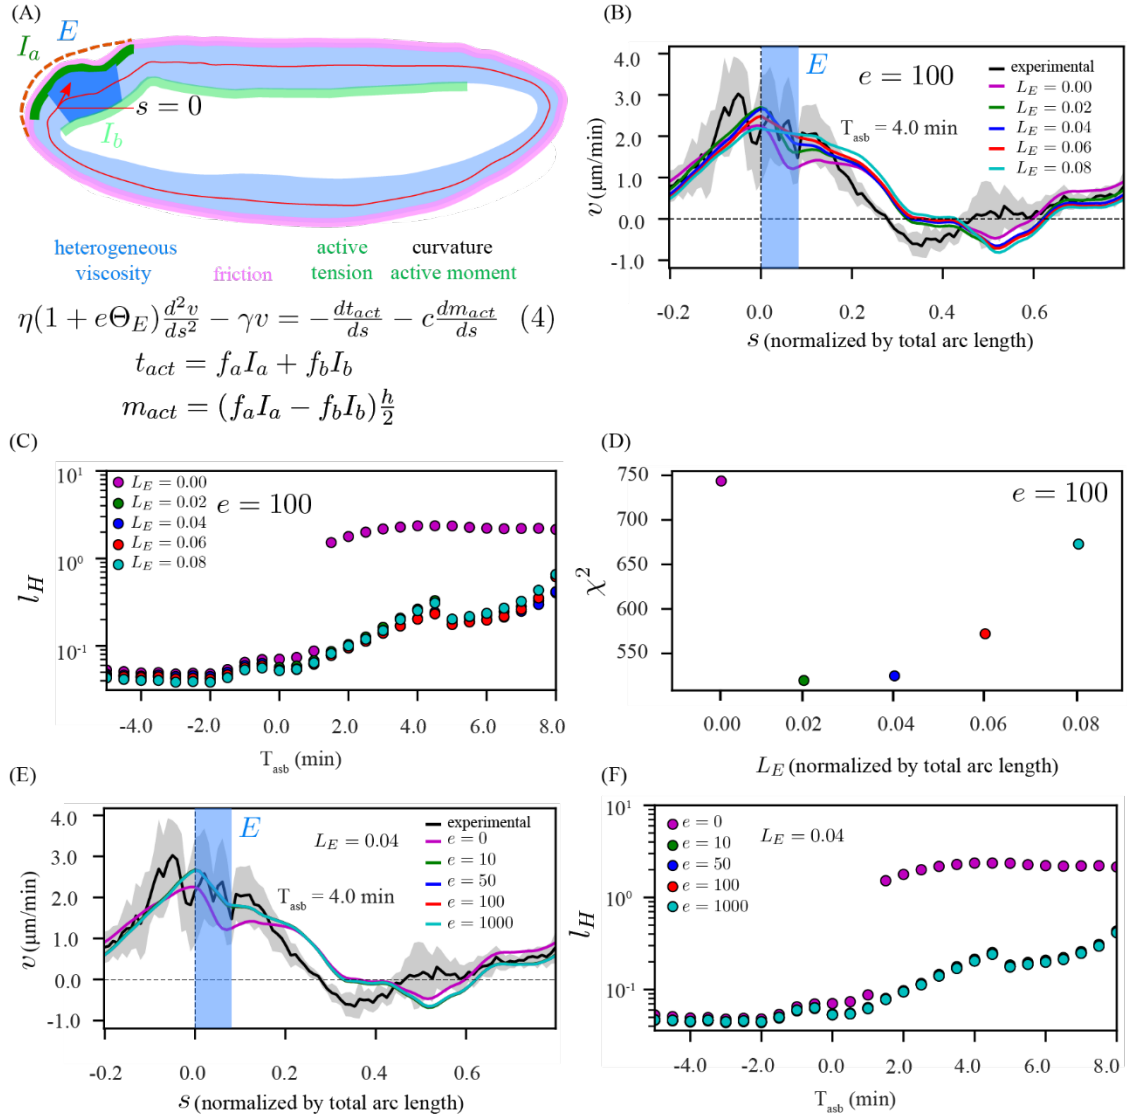 (A)
E
I_a
s = 0
I_b
heterogeneous viscosity
friction
active tension
curvature active moment
η(1 + eΘ_E) d²v/ds² − γv = − dt_act/ds − c dm_act/ds (4)
t_act = f_a I_a + f_b I_b
m_act = (f_a I_a − f_b I_b) h/2
(B)
E
e = 100
T_asb = 4.0 min
experimental
L_E = 0.00
L_E = 0.02
L_E = 0.04
L_E = 0.06
L_E = 0.08
v (μm/min)
4.0
3.0
2.0
1.0
0.0
-1.0
-0.2 0.0 0.2 0.4 0.6
s (normalized by total arc length)
(C)
L_E = 0.00
L_E = 0.02
L_E = 0.04
L_E = 0.06
L_E = 0.08
e = 100
l_H
10¹
10⁰
10⁻¹
-4.0 -2.0 0.0 2.0 4.0 6.0 8.0
T_asb (min)
(D)
e = 100
χ²
750
700
650
600
550
0.00 0.02 0.04 0.06 0.08
L_E (normalized by total arc length)
(E)
E
L_E = 0.04
T_asb = 4.0 min
experimental
e = 0
e = 10
e = 50
e = 100
e = 1000
v (μm/min)
4.0
3.0
2.0
1.0
0.0
-1.0
-0.2 0.0 0.2 0.4 0.6
s (normalized by total arc length)
(F)
e = 0
e = 10
e = 50
e = 100
e = 1000
L_E = 0.04
l_H
10¹
10⁰
10⁻¹
-4.0 -2.0 0.0 2.0 4.0 6.0 8.0
T_asb (min)